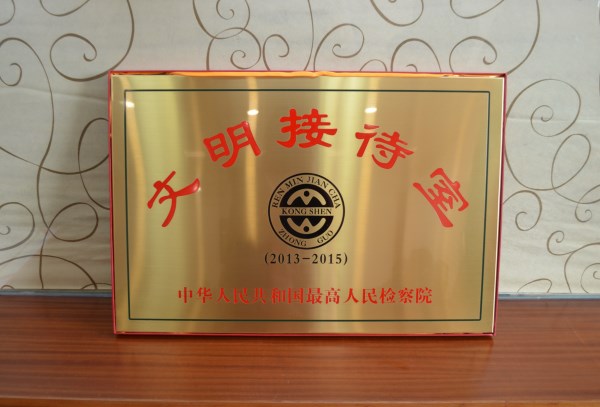 文明接待室
REN MIN JIAN CHA
KONG SHEN
ZHONG GUO
(2013-2015)
中华人民共和国最高人民检察院